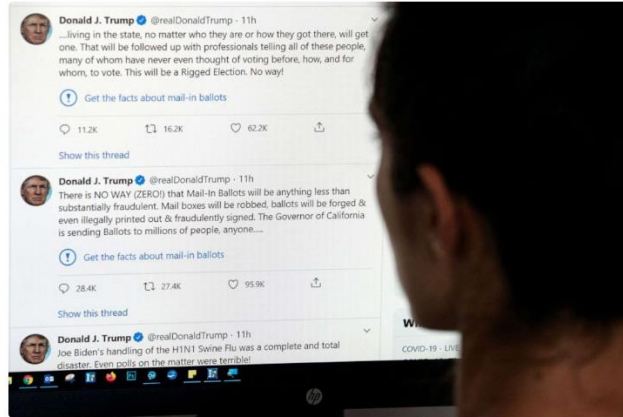 Donald J. Trump @realDonaldTrump · 11h
....living in the state, no matter who they are or how they got there, will get
one. That will be followed up with professionals telling all of these people,
many of whom have never even thought of voting before, how, and for
whom, to vote. This will be a Rigged Election. No way!
Get the facts about mail-in ballots
11.2K 16.2K 62.2K
Show this thread
Donald J. Trump @realDonaldTrump · 11h
There is NO WAY (ZERO!) that Mail-In Ballots will be anything less than
substantially fraudulent. Mail boxes will be robbed, ballots will be forged &
even illegally printed out & fraudulently signed. The Governor of California
is sending Ballots to millions of people, anyone.....
Get the facts about mail-in ballots
28.4K 27.4K 95.9K
Show this thread
Donald J. Trump @realDonaldTrump · 11h
Joe Biden's handling of the H1N1 Swine Flu was a complete and total
disaster. Even polls on the matter were terrible!
COVID-19 · LIVE
hp